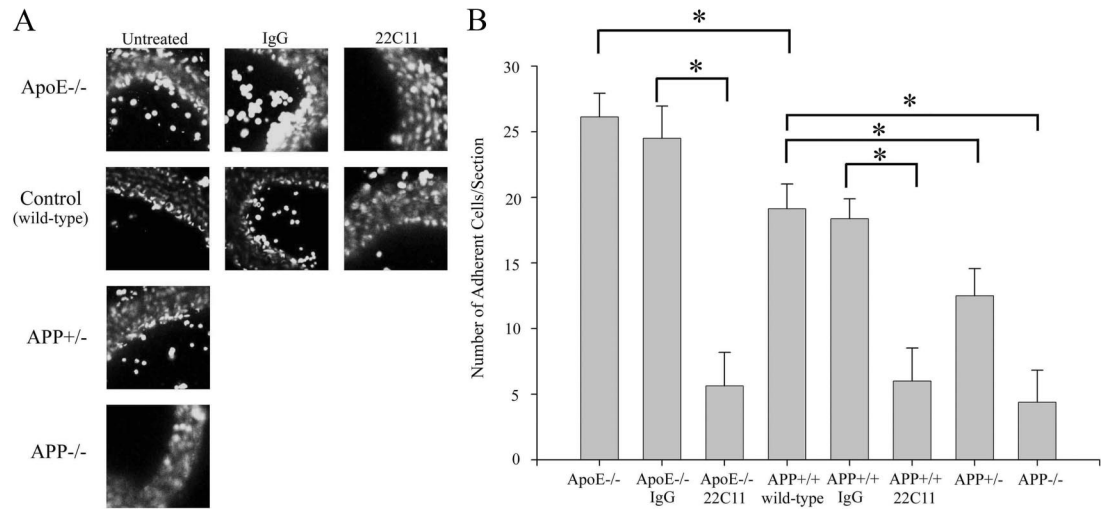 A
Untreated IgG 22C11
ApoE-/-
Control
(wild-type)
APP+/-
APP-/-
B
Number of Adherent Cells/Section
30
25
20
15
10
5
0
* 
*
*
*
*
ApoE-/- ApoE-/- ApoE-/- APP+/+ APP+/+ APP+/+ APP+/- APP-/-
IgG 22C11 wild-type IgG 22C11